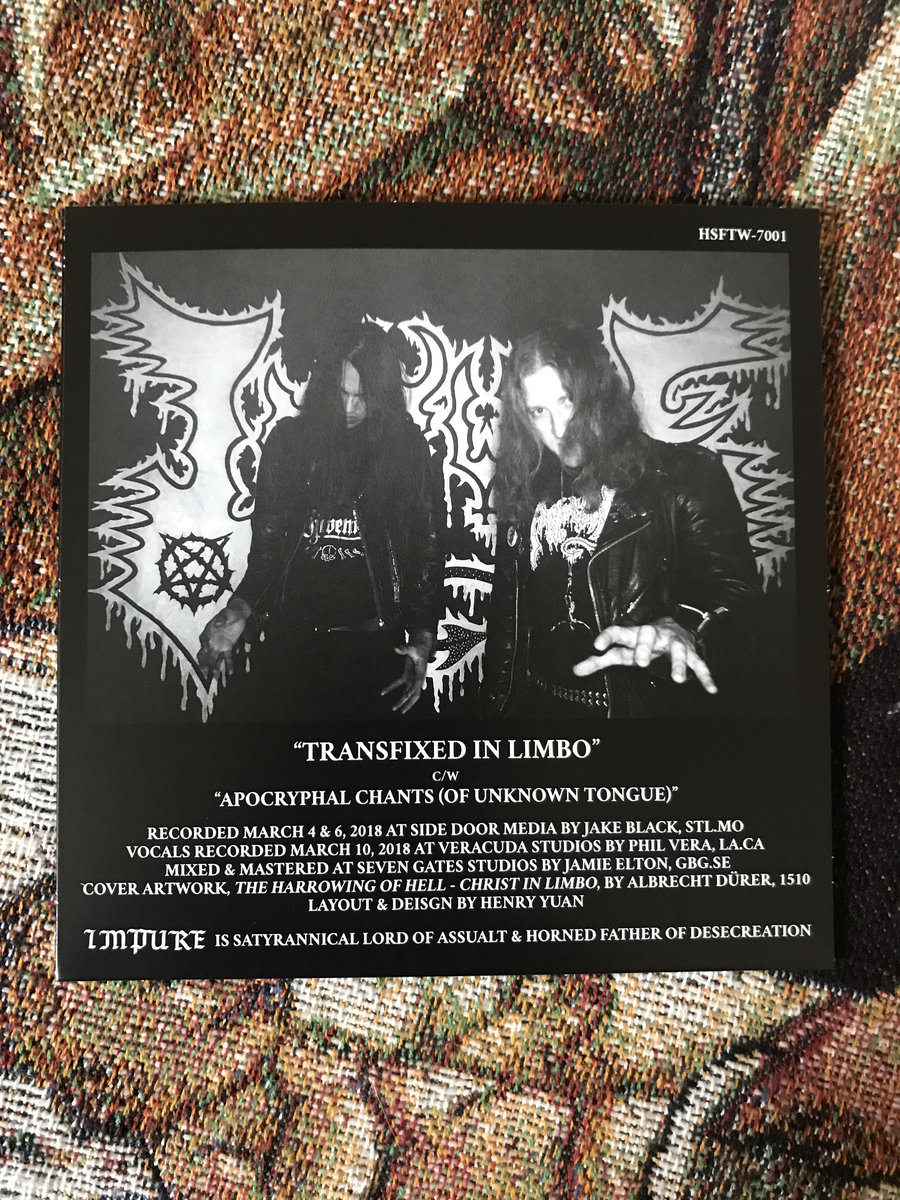 HSFTW-7001
"TRANSFIXED IN LIMBO"
C/W
"APOCRYPHAL CHANTS (OF UNKNOWN TONGUE)"
RECORDED MARCH 4 & 6, 2018 AT SIDE DOOR MEDIA BY JAKE BLACK, STL.MO
VOCALS RECORDED MARCH 10, 2018 AT VERACUDA STUDIOS BY PHIL VERA, LA.CA
MIXED & MASTERED AT SEVEN GATES STUDIOS BY JAMIE ELTON, GBG.SE
COVER ARTWORK, THE HARROWING OF HELL - CHRIST IN LIMBO, BY ALBRECHT DÜRER, 1510
LAYOUT & DEISGN BY HENRY YUAN
IMPURE IS SATYRANNICAL LORD OF ASSUALT & HORNED FATHER OF DESECREATION